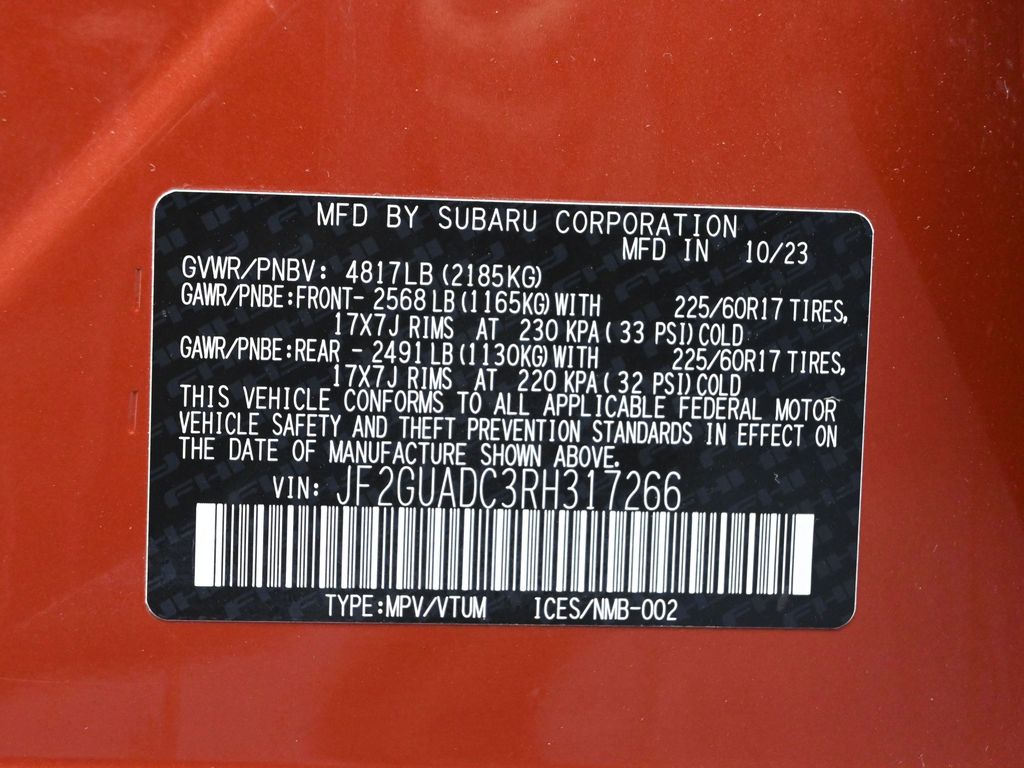 MFD BY SUBARU CORPORATION
MFD IN 10/23
GVWR/PNBV: 4817LB (2185KG)
GAWR/PNBE:FRONT- 2568 LB (1165KG) WITH 225/60R17 TIRES,
17X7J RIMS AT 230 KPA ( 33 PSI) COLD
GAWR/PNBE:REAR - 2491 LB (1130KG) WITH 225/60R17 TIRES,
17X7J RIMS AT 220 KPA ( 32 PSI) COLD
THIS VEHICLE CONFORMS TO ALL APPLICABLE FEDERAL MOTOR
VEHICLE SAFETY AND THEFT PREVENTION STANDARDS IN EFFECT ON
THE DATE OF MANUFACTURE SHOWN ABOVE.
VIN: JF2GUADC3RH317266
TYPE:MPV/VTUM ICES/NMB-002